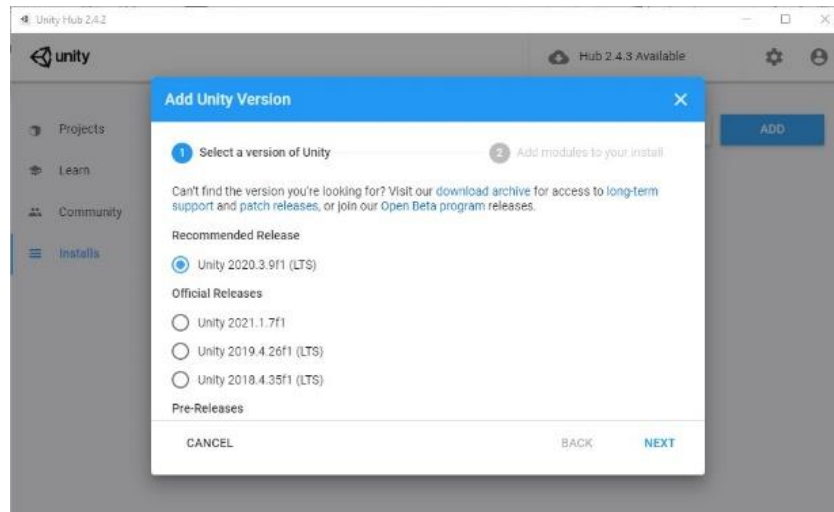 Unity Hub 2.4.2
unity
Hub 2.4.3 Available
Add Unity Version
Projects
ADD
1 Select a version of Unity
2 Add modules to your install
Learn
Can't find the version you're looking for? Visit our download archive for access to long-term
support and patch releases, or join our Open Beta program releases.
Community
Recommended Release
Installs
Unity 2020.3.9f1 (LTS)
Official Releases
Unity 2021.1.7f1
Unity 2019.4.26f1 (LTS)
Unity 2018.4.35f1 (LTS)
Pre-Releases
CANCEL
BACK
NEXT